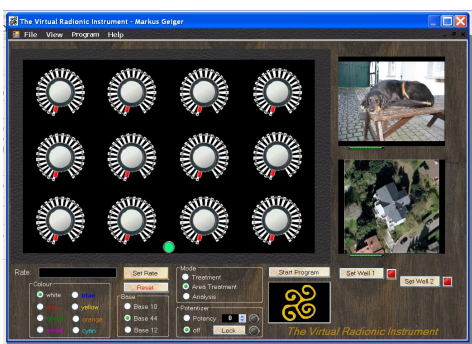 The Virtual Radionic Instrument - Markus Geiger
File View Program Help
Rate: Set Rate
Colour
white blue
yellow
orange
cyan
Reset
Base
Base 10
Base 44
Base 12
Mode
Treatment
Area Treatment
Analysis
Potentizer
Potency 0
off Lock
Start Program
Set Well 1
Set Well 2
The Virtual Radionic Instrument